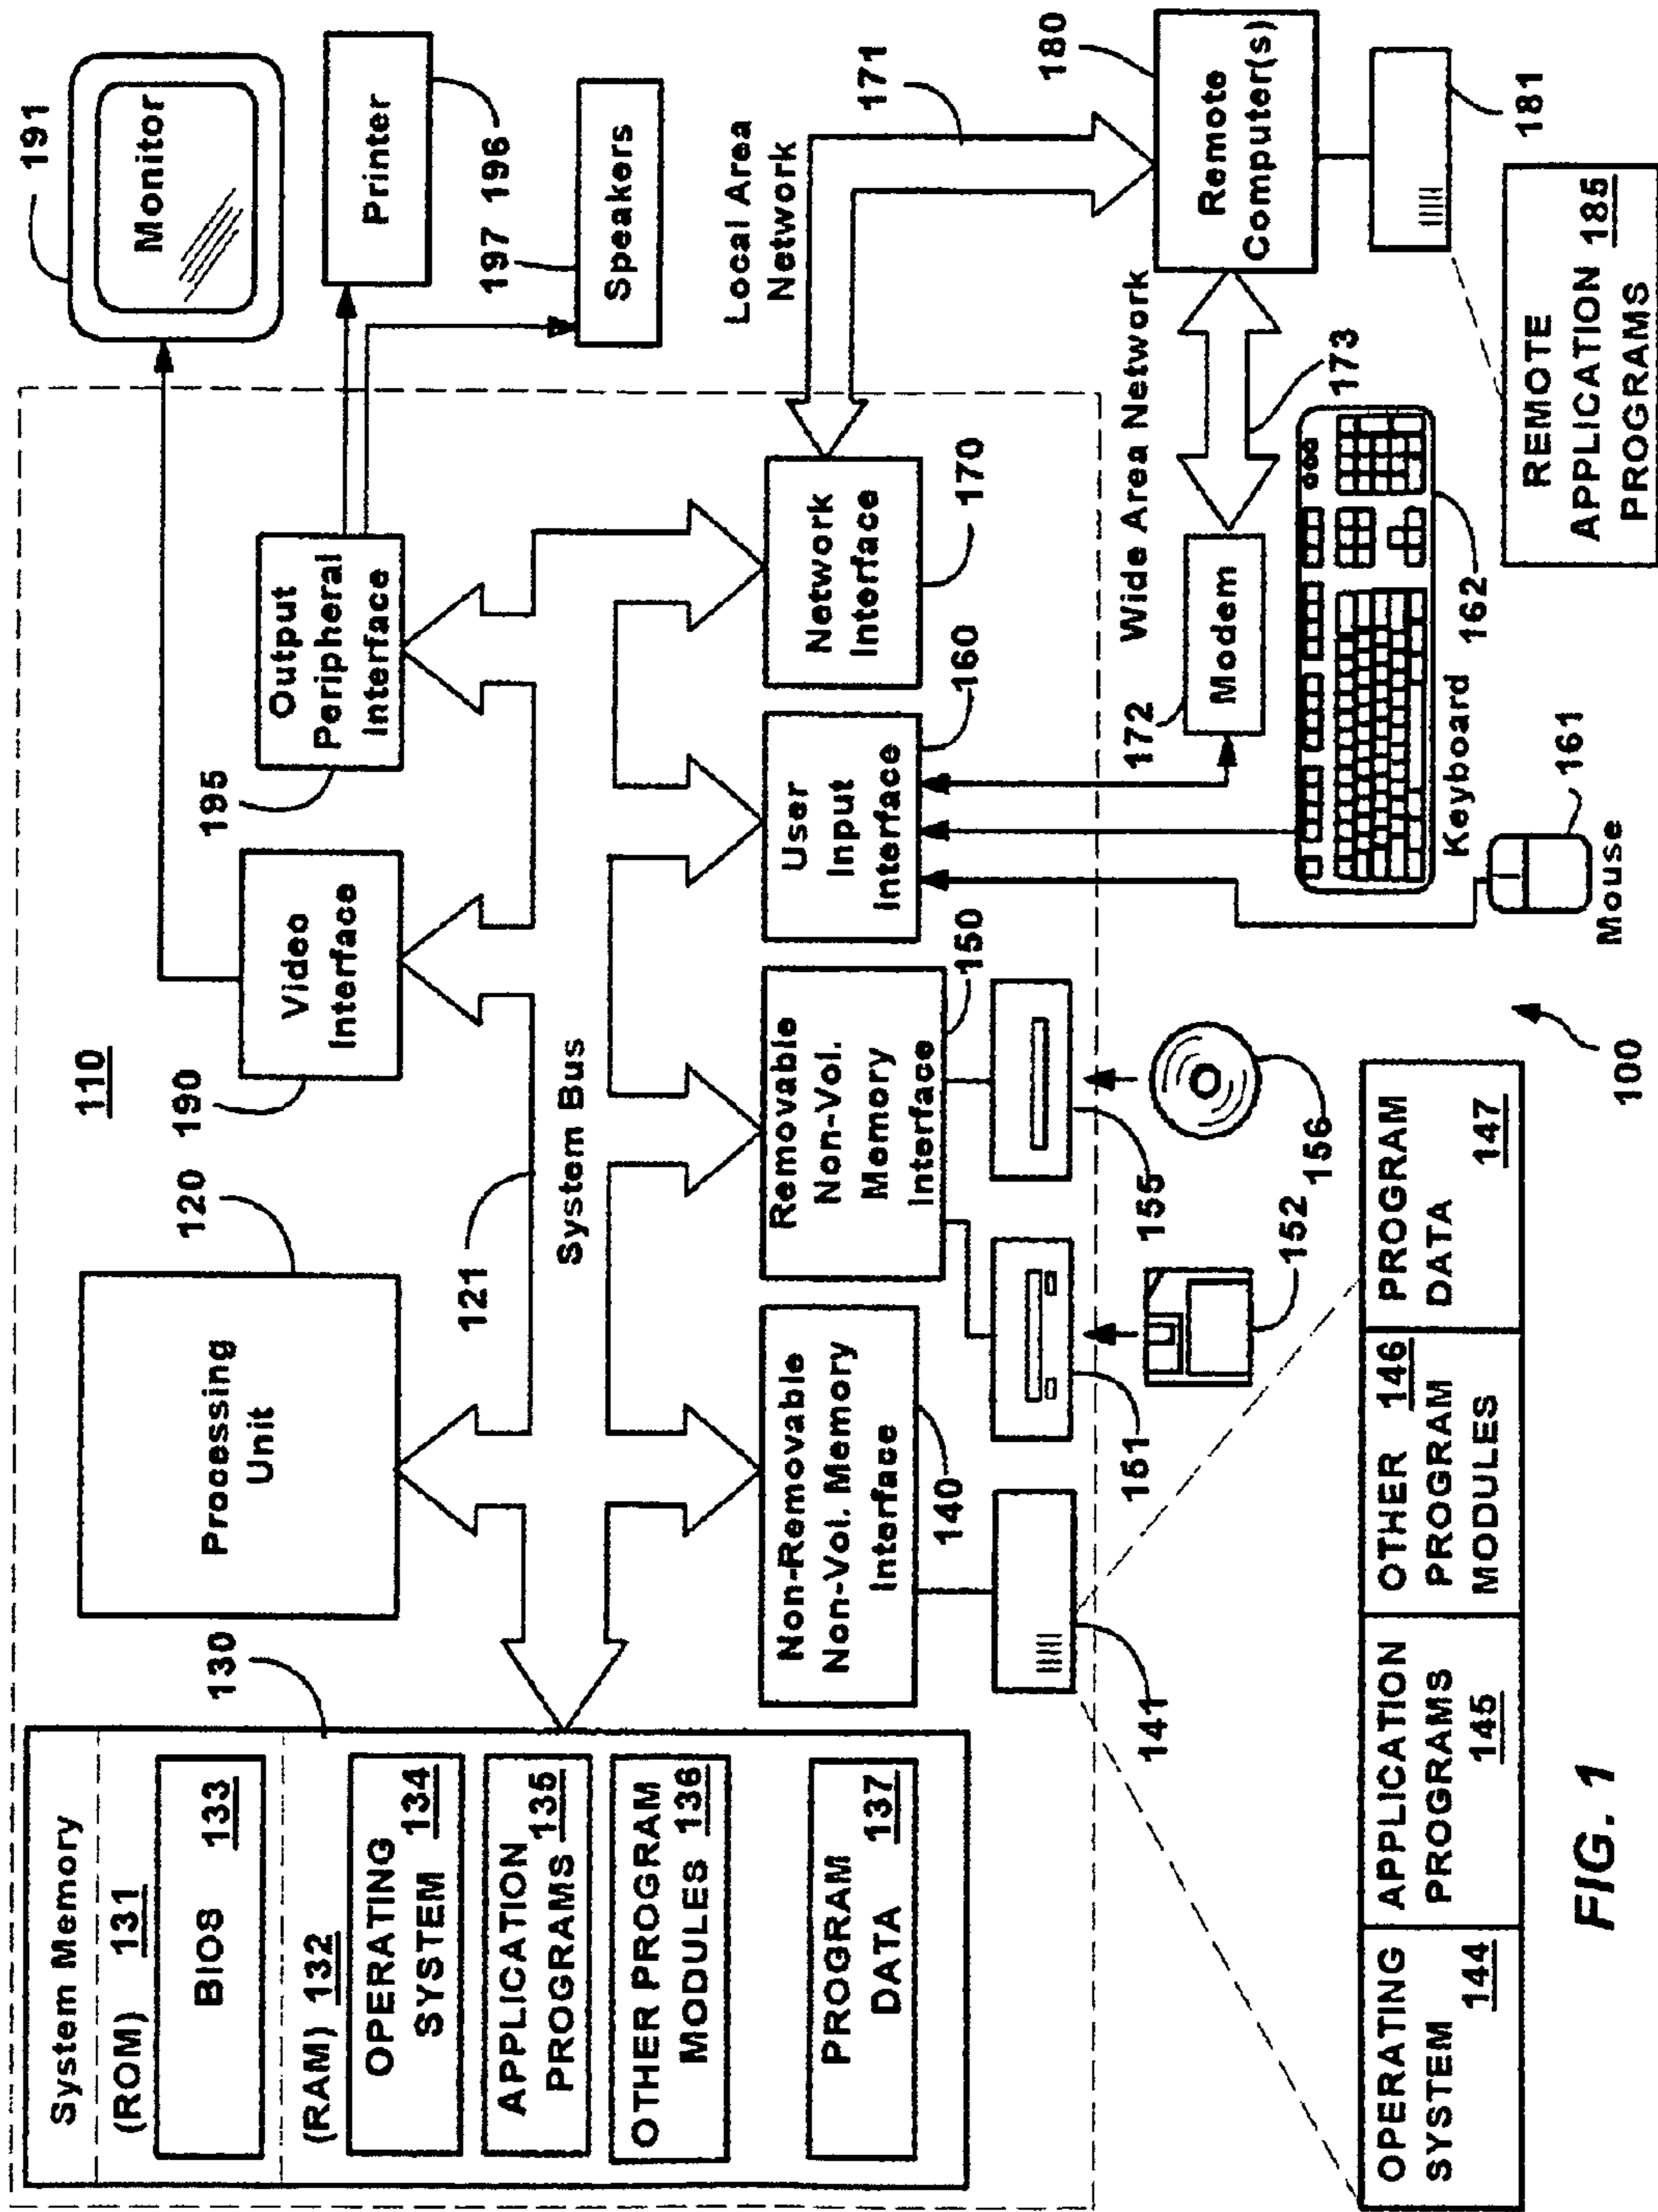 System Memory
(ROM) 131
BIOS 133
(RAM) 132
OPERATING
SYSTEM 134
APPLICATION
PROGRAMS 135
OTHER PROGRAM
MODULES 136
PROGRAM
DATA 137
130
Processing
Unit
120
110
190
Video
Interface
195
Output
Peripheral
Interface
191
Monitor
Printer
196
197
Speakers
121
System Bus
Non-Removable
Non-Vol. Memory
Interface
140
Removable
Non-Vol.
Memory
Interface
150
User
Input
Interface
160
Network
Interface
170
Local Area
Network
171
180
Remote
Computer(s)
181
172
Modem
Wide Area Network
173
141
151
152
155
156
Keyboard
162
Mouse
161
REMOTE
APPLICATION 185
PROGRAMS
OPERATING
SYSTEM
144
APPLICATION
PROGRAMS
145
OTHER 146
PROGRAM
MODULES
PROGRAM
DATA
147
100
FIG. 1